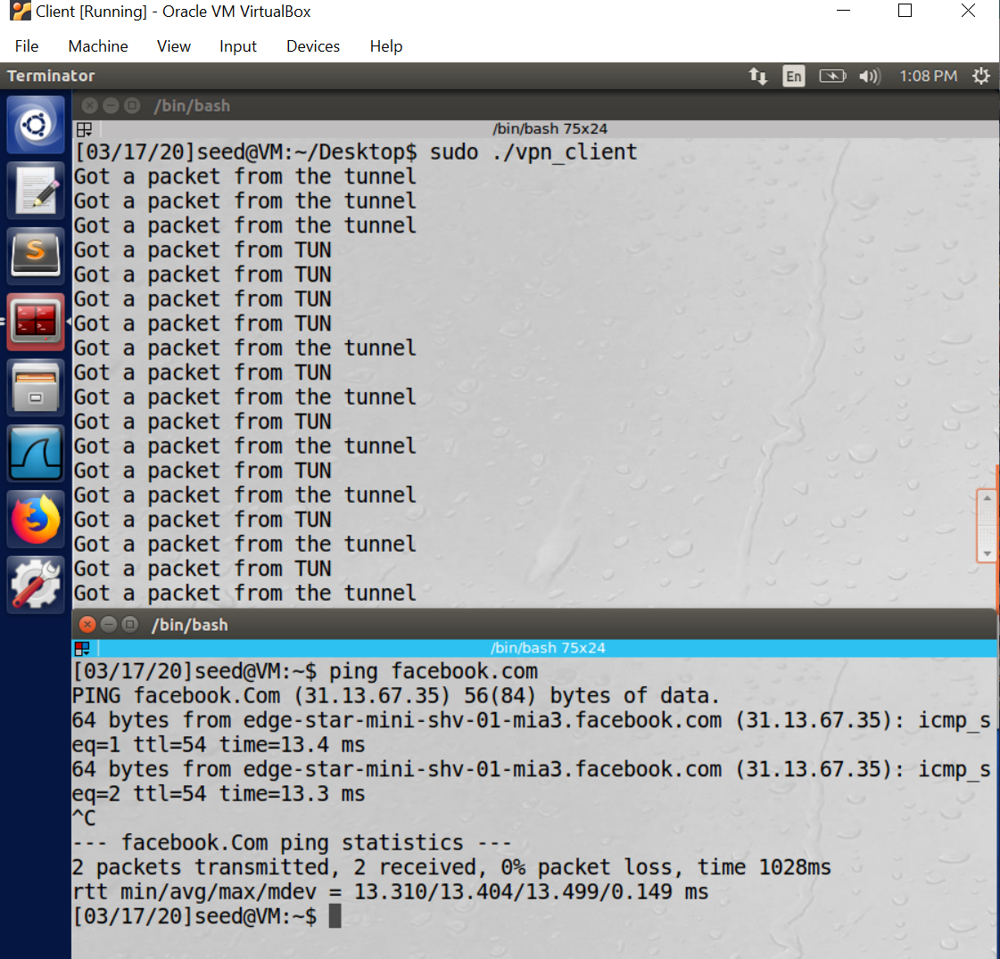 Client [Running] - Oracle VM VirtualBox
File Machine View Input Devices Help
Terminator En 1:08 PM
/bin/bash
/bin/bash 75x24
[03/17/20]seed@VM:~/Desktop$ sudo ./vpn_client
Got a packet from the tunnel
Got a packet from the tunnel
Got a packet from the tunnel
Got a packet from TUN
Got a packet from TUN
Got a packet from TUN
Got a packet from TUN
Got a packet from the tunnel
Got a packet from TUN
Got a packet from the tunnel
Got a packet from TUN
Got a packet from the tunnel
Got a packet from TUN
Got a packet from the tunnel
Got a packet from TUN
Got a packet from the tunnel
Got a packet from TUN
Got a packet from the tunnel
/bin/bash
/bin/bash 75x24
[03/17/20]seed@VM:~$ ping facebook.com
PING facebook.Com (31.13.67.35) 56(84) bytes of data.
64 bytes from edge-star-mini-shv-01-mia3.facebook.com (31.13.67.35): icmp_s
eq=1 ttl=54 time=13.4 ms
64 bytes from edge-star-mini-shv-01-mia3.facebook.com (31.13.67.35): icmp_s
eq=2 ttl=54 time=13.3 ms
^C
--- facebook.Com ping statistics ---
2 packets transmitted, 2 received, 0% packet loss, time 1028ms
rtt min/avg/max/mdev = 13.310/13.404/13.499/0.149 ms
[03/17/20]seed@VM:~$